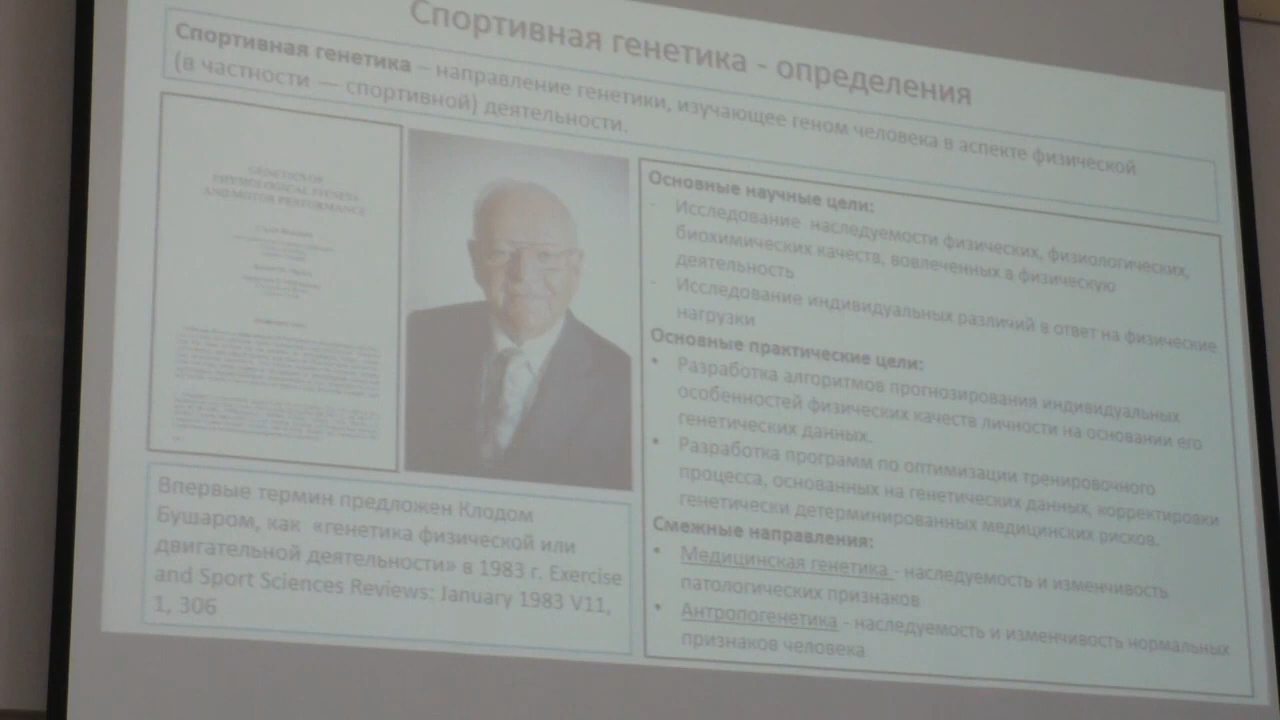 Спортивная генетика - определения
Спортивная генетика – направление генетики, изучающее геном человека в аспекте физической
(в частности — спортивной) деятельности.
GENETICS OF
PHYSIOLOGICAL FITNESS
AND MOTOR PERFORMANCE
Впервые термин предложен Клодом
Бушаром, как «генетика физической или
двигательной деятельности» в 1983 г. Exercise
and Sport Sciences Reviews: January 1983 V11,
1, 306
Основные научные цели:
- Исследование наследуемости физических, физиологических,
биохимических качеств, вовлеченных в физическую
деятельность
- Исследование индивидуальных различий в ответ на физические
нагрузки
Основные практические цели:
• Разработка алгоритмов прогнозирования индивидуальных
особенностей физических качеств личности на основании его
генетических данных.
• Разработка программ по оптимизации тренировочного
процесса, основанных на генетических данных, корректировки
генетически детерминированных медицинских рисков.
Смежные направления:
• Медицинская генетика - наследуемость и изменчивость
патологических признаков
• Антропогенетика - наследуемость и изменчивость нормальных
признаков человека